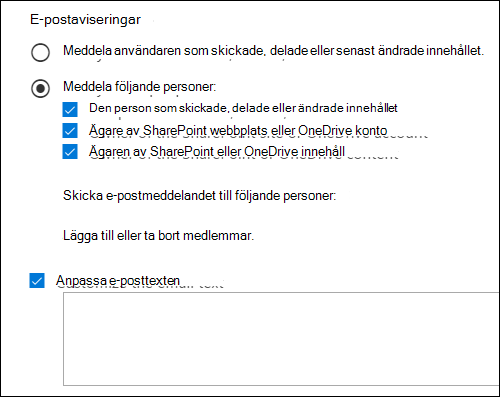 E-postaviseringar
Meddela användaren som skickade, delade eller senast ändrade innehållet.
Meddela följande personer:
Den person som skickade, delade eller ändrade innehållet
Ägare av SharePoint webbplats eller OneDrive konto
Ägaren av SharePoint eller OneDrive innehåll
Skicka e-postmeddelandet till följande personer:
Lägga till eller ta bort medlemmar.
Anpassa e-posttexten